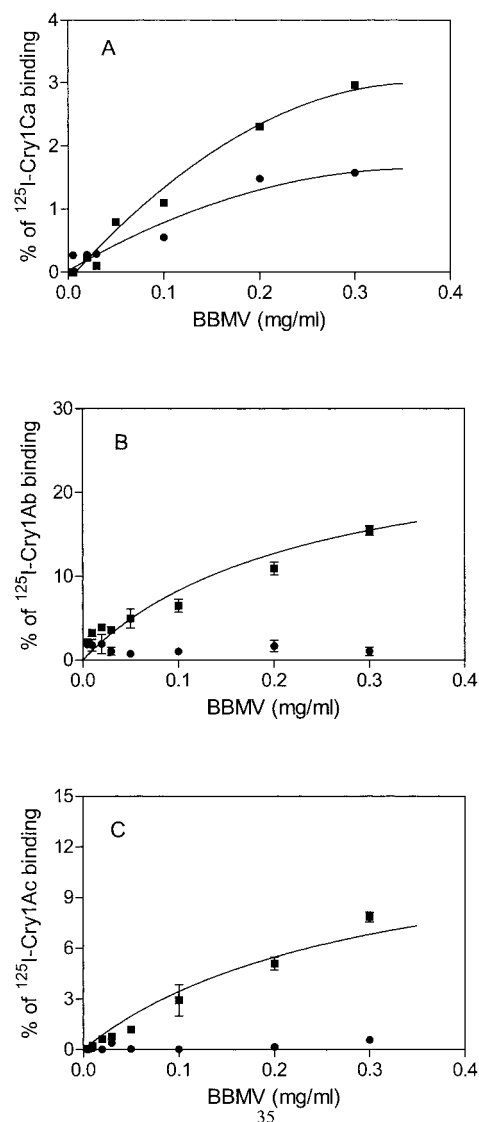 A
% of ¹²⁵I-Cry1Ca binding
4
3
2
1
0
0.0 0.1 0.2 0.3 0.4
BBMV (mg/ml)
B
% of ¹²⁵I-Cry1Ab binding
30
20
10
0
0.0 0.1 0.2 0.3 0.4
BBMV (mg/ml)
C
% of ¹²⁵I-Cry1Ac binding
15
12
9
6
3
0
0.0 0.1 0.2 0.3 0.4
BBMV (mg/ml)
35